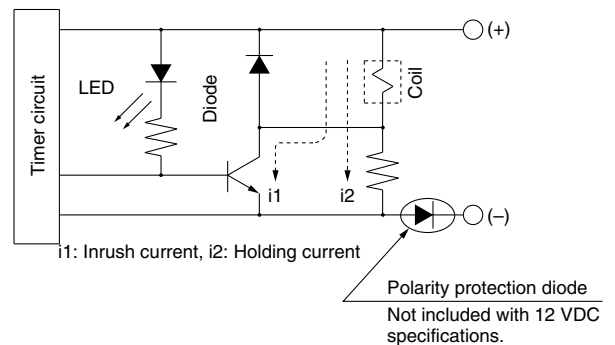 (+)
LED
Diode
Coil
Timer circuit
i1
i2
(–)
i1: Inrush current, i2: Holding current
Polarity protection diode
Not included with 12 VDC
specifications.